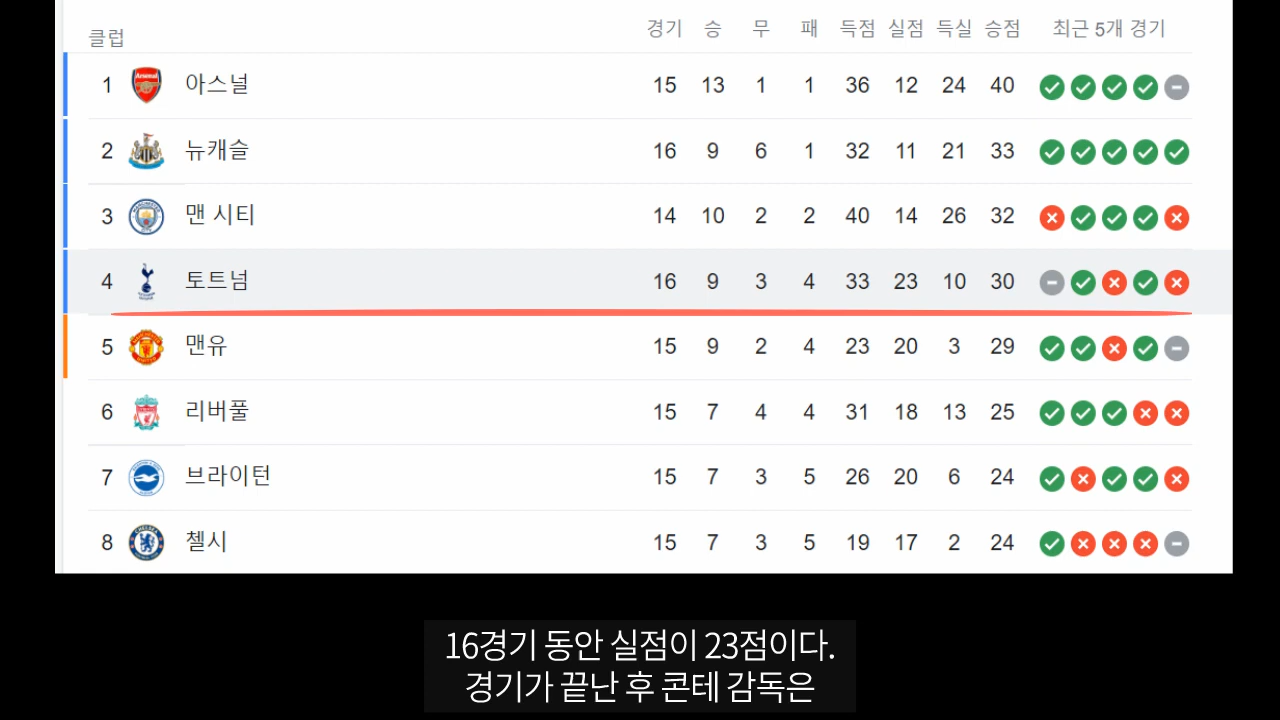 클럽 경기 승 무 패 득점 실점 득실 승점 최근 5개 경기
1 Arsenal 아스널 15 13 1 1 36 12 24 40
2 뉴캐슬 16 9 6 1 32 11 21 33
3 맨 시티 14 10 2 2 40 14 26 32
4 토트넘 16 9 3 4 33 23 10 30
5 맨유 15 9 2 4 23 20 3 29
6 리버풀 15 7 4 4 31 18 13 25
7 브라이턴 15 7 3 5 26 20 6 24
8 첼시 15 7 3 5 19 17 2 24
16경기 동안 실점이 23점이다.
경기가 끝난 후 콘테 감독은